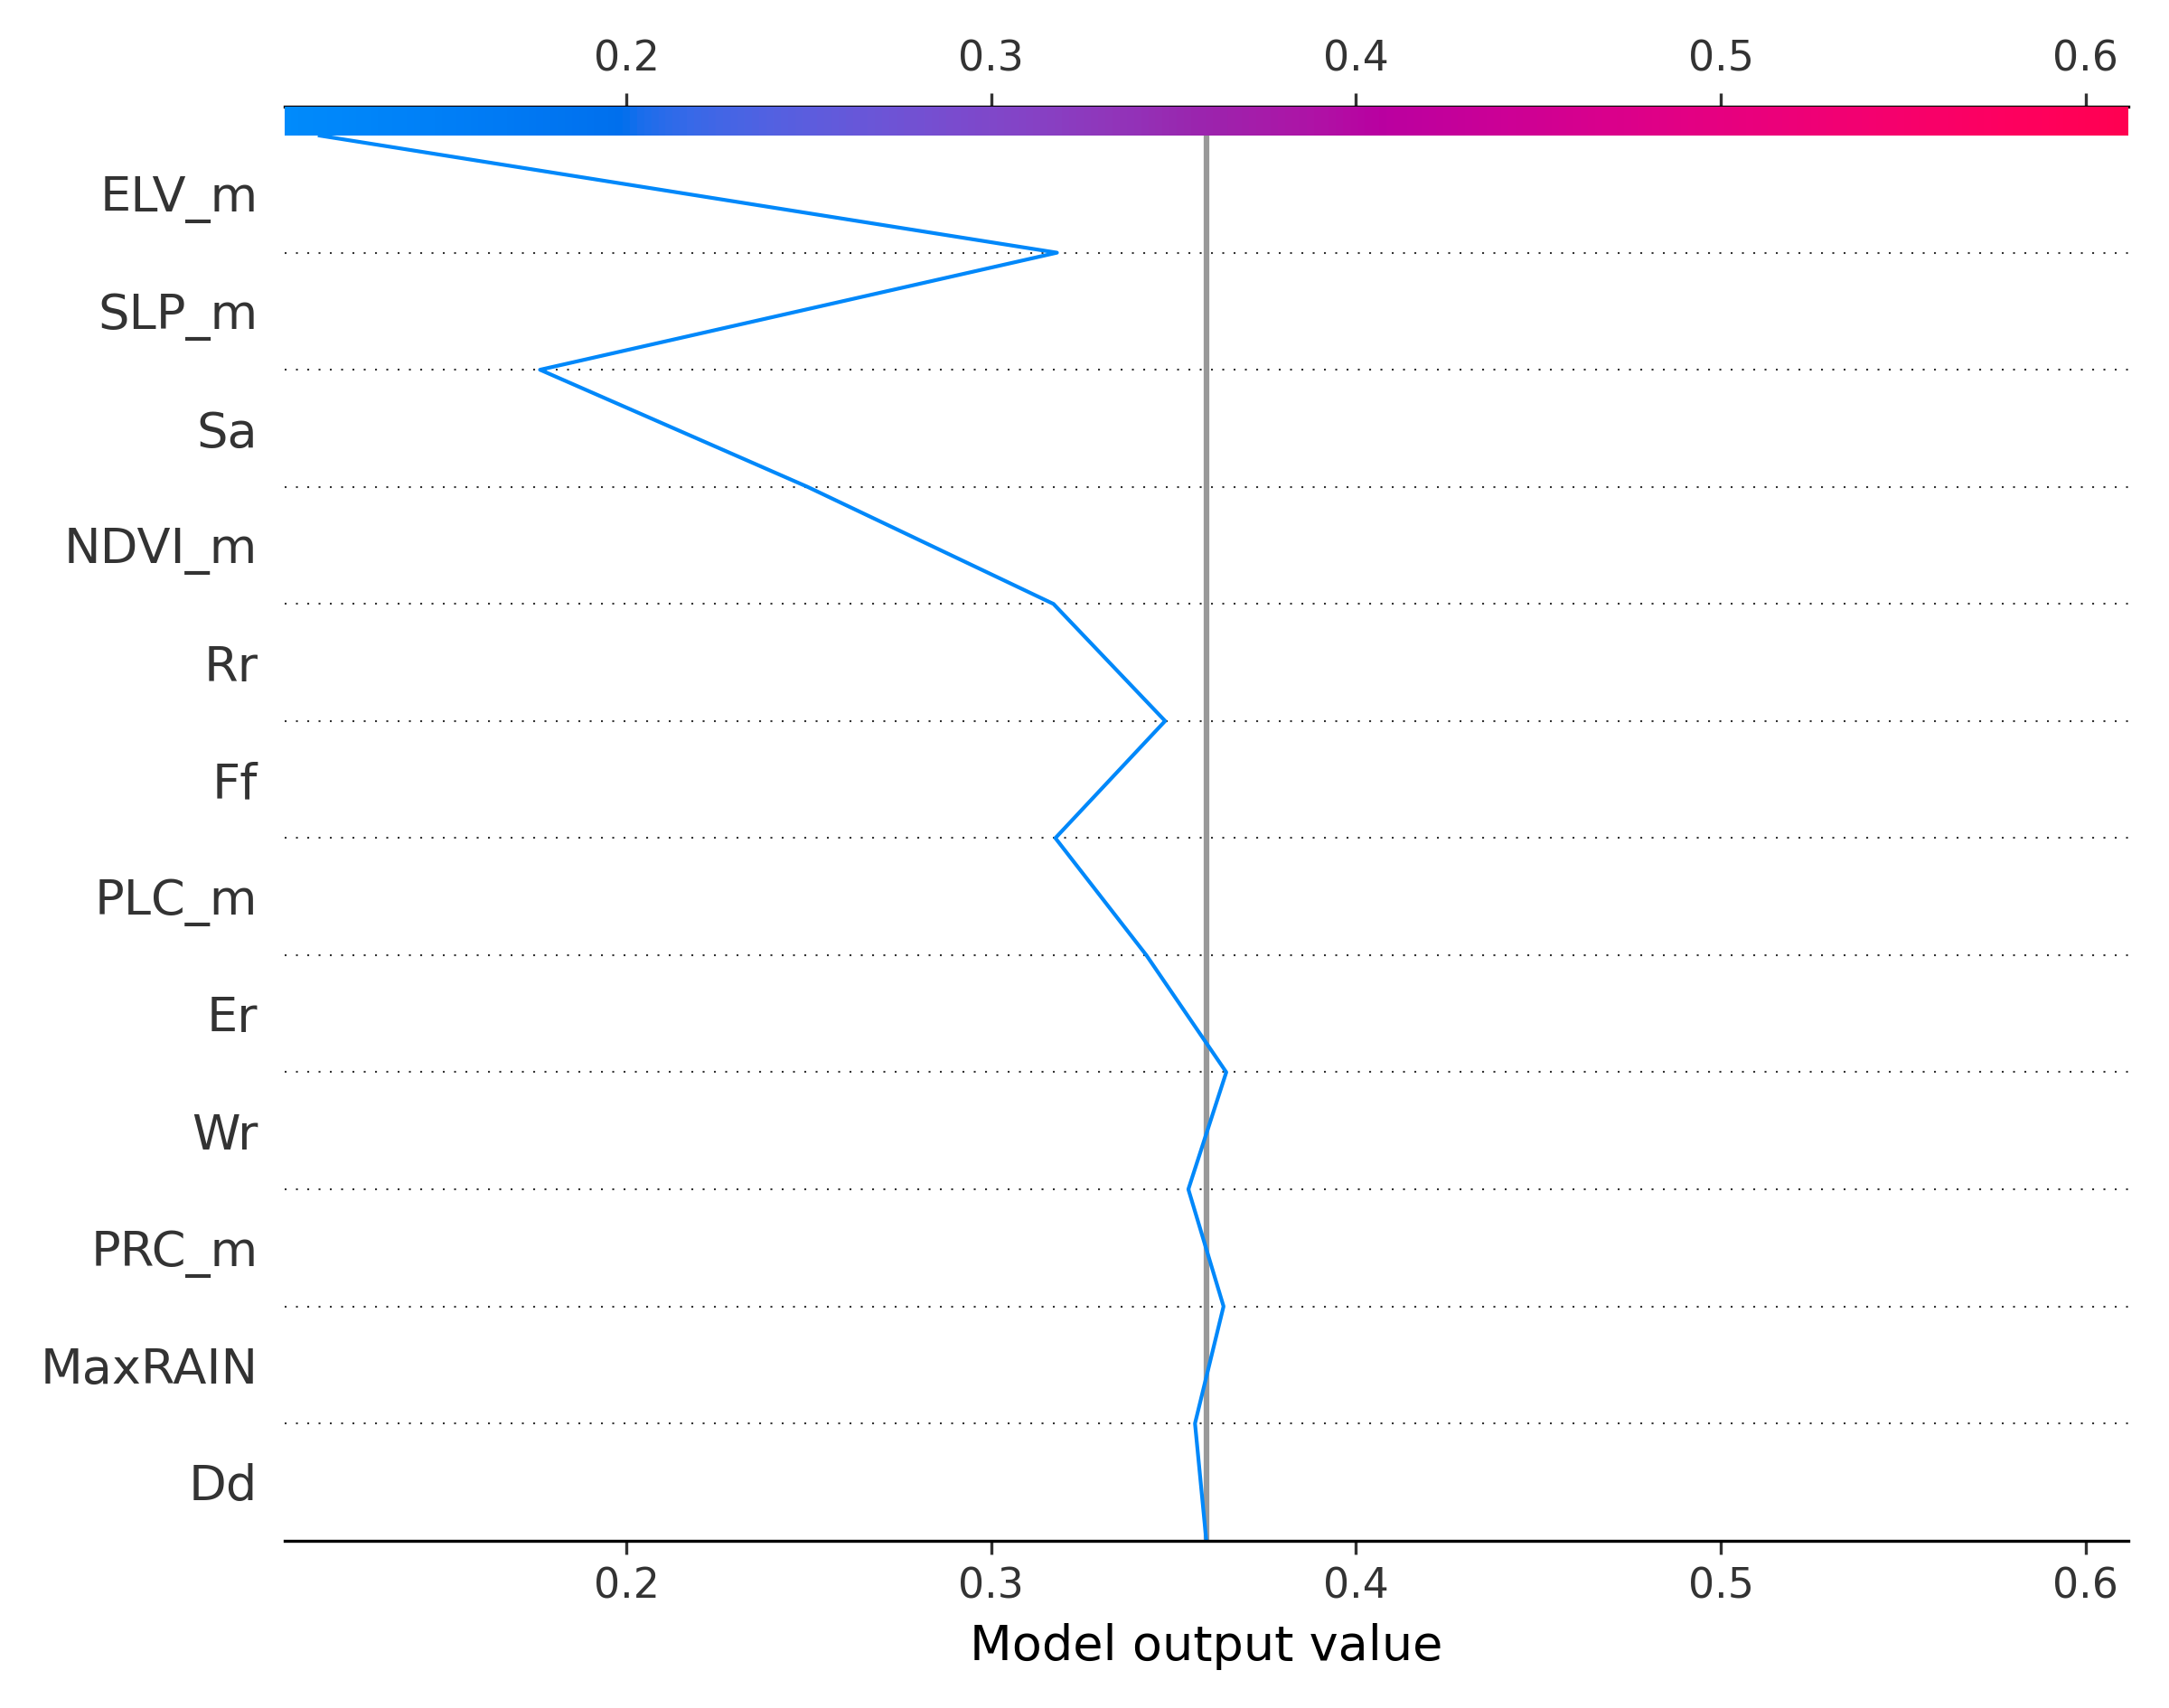 0.2 0.3 0.4 0.5 0.6
ELV_m
SLP_m
Sa
NDVI_m
Rr
Ff
PLC_m
Er
Wr
PRC_m
MaxRAIN
Dd
0.2 0.3 0.4 0.5 0.6
Model output value